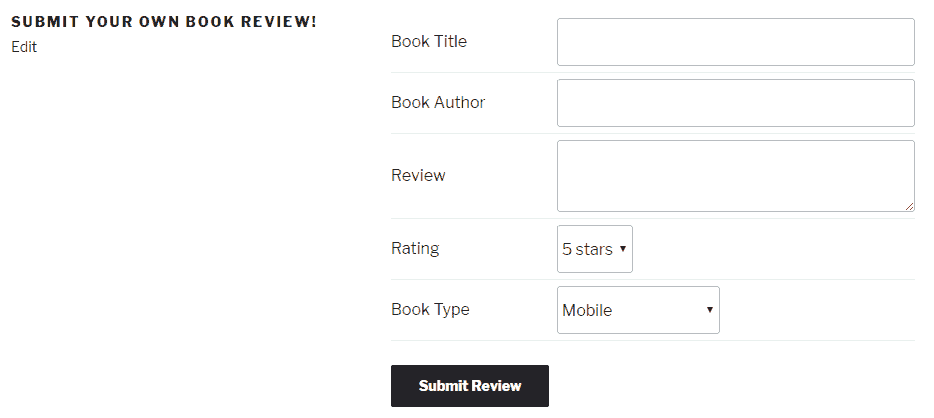 SUBMIT YOUR OWN BOOK REVIEW!
Edit
Book Title
Book Author
Review
Rating
5 stars
Book Type
Mobile
Submit Review